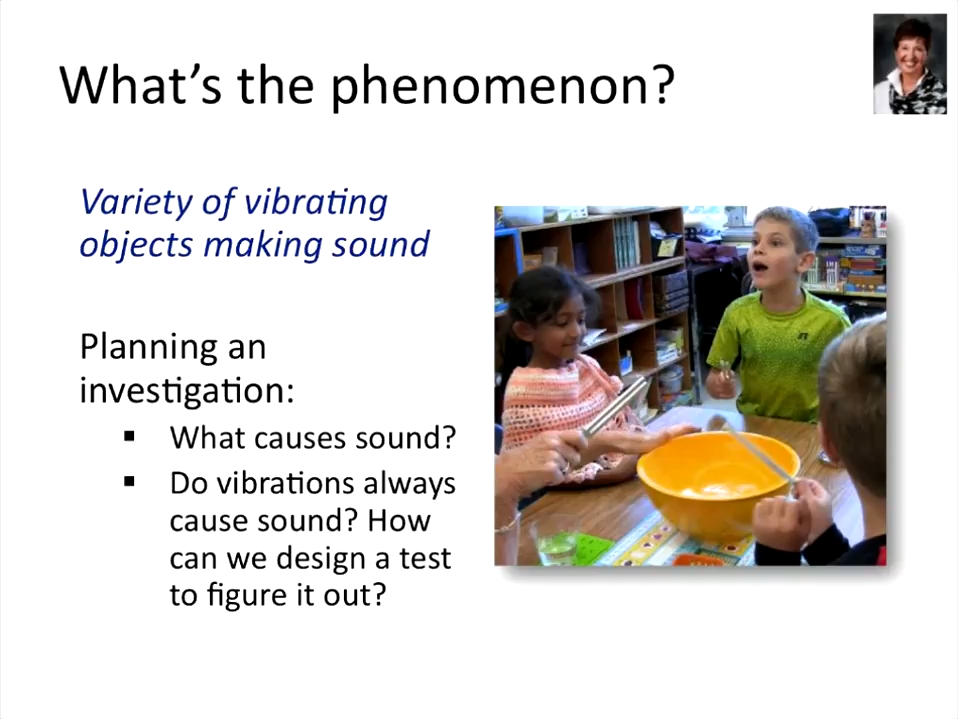 What’s the phenomenon?
Variety of vibrating
objects making sound
Planning an
investigation:
▪ What causes sound?
▪ Do vibrations always
cause sound? How
can we design a test
to figure it out?